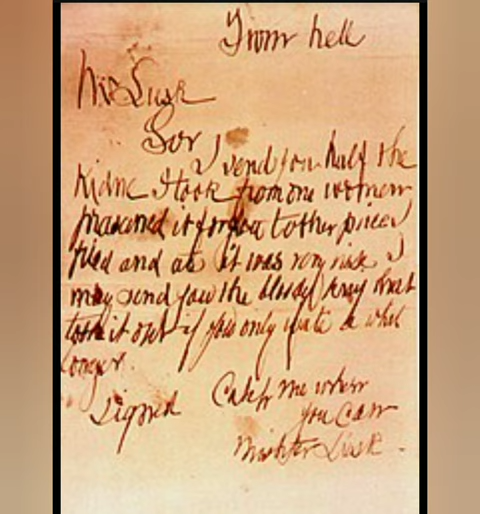 From hell
Mr Lusk
Sor
I send you half the
Kidne I took from one women
prasarved it for you tother piece I
fried and ate it was very nise I
may send you the bloody knif that
took it out if you only wate a whil
longer.
Signed Catch me when
you Can
Mishter Lusk.